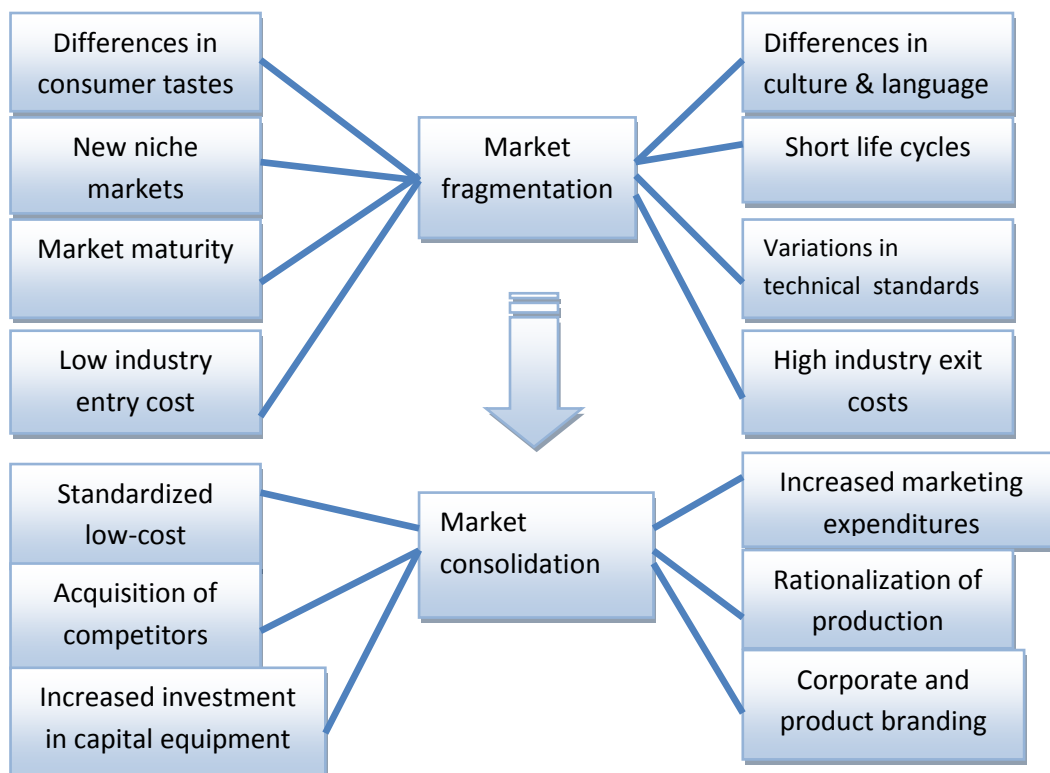 Differences in
consumer tastes
New niche
markets
Market maturity
Low industry
entry cost
Market
fragmentation
Differences in
culture & language
Short life cycles
Variations in
technical standards
High industry exit
costs
Standardized
low-cost
Acquisition of
competitors
Increased investment
in capital equipment
Market
consolidation
Increased marketing
expenditures
Rationalization of
production
Corporate and
product branding